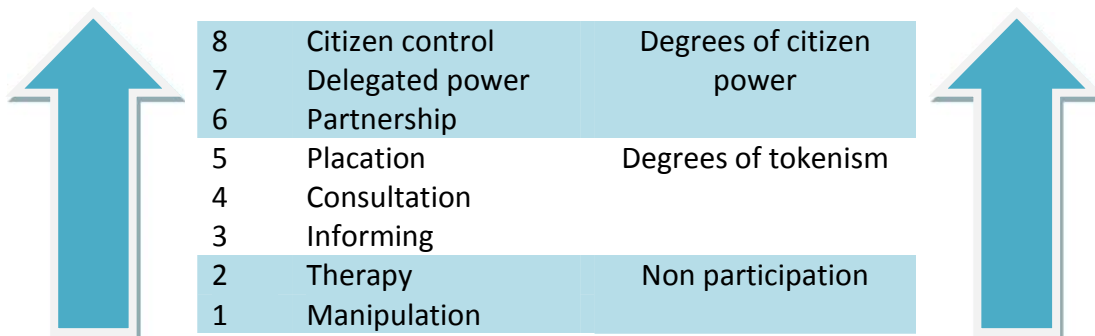 8 Citizen control Degrees of citizen
7 Delegated power power
6 Partnership
5 Placation Degrees of tokenism
4 Consultation
3 Informing
2 Therapy Non participation
1 Manipulation